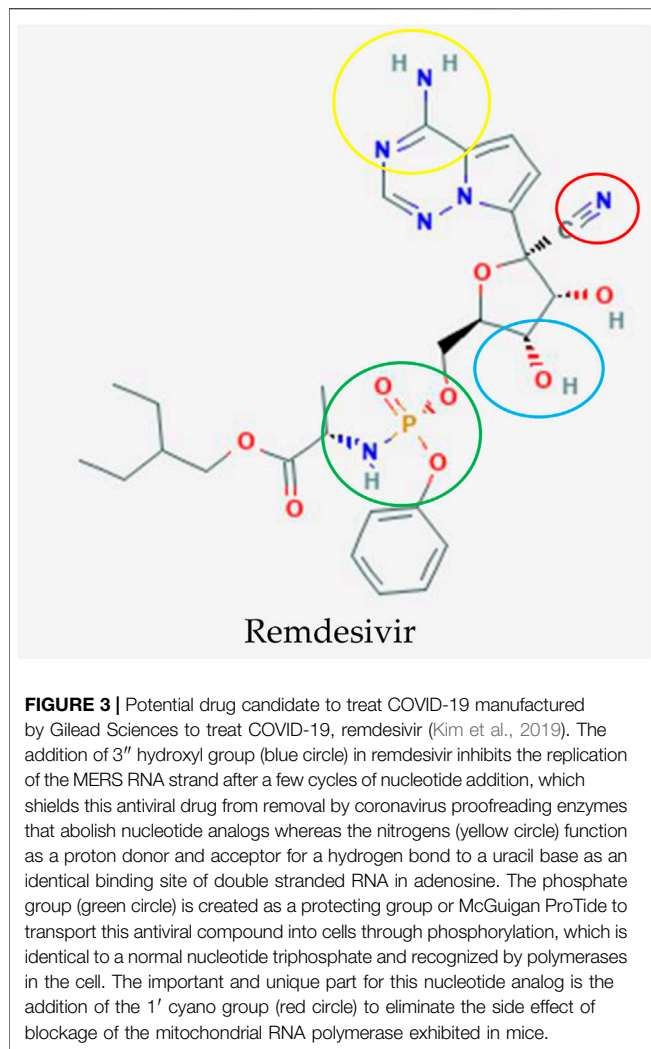 H H
N
N
N
N
C
N
O
O
H
O
H
O
O
P
O
N
H
O
O
Remdesivir
FIGURE 3 | Potential drug candidate to treat COVID-19 manufactured
by Gilead Sciences to treat COVID-19, remdesivir (Kim et al., 2019). The
addition of 3″ hydroxyl group (blue circle) in remdesivir inhibits the replication
of the MERS RNA strand after a few cycles of nucleotide addition, which
shields this antiviral drug from removal by coronavirus proofreading enzymes
that abolish nucleotide analogs whereas the nitrogens (yellow circle) function
as a proton donor and acceptor for a hydrogen bond to a uracil base as an
identical binding site of double stranded RNA in adenosine. The phosphate
group (green circle) is created as a protecting group or McGuigan ProTide to
transport this antiviral compound into cells through phosphorylation, which is
identical to a normal nucleotide triphosphate and recognized by polymerases
in the cell. The important and unique part for this nucleotide analog is the
addition of the 1′ cyano group (red circle) to eliminate the side effect of
blockage of the mitochondrial RNA polymerase exhibited in mice.